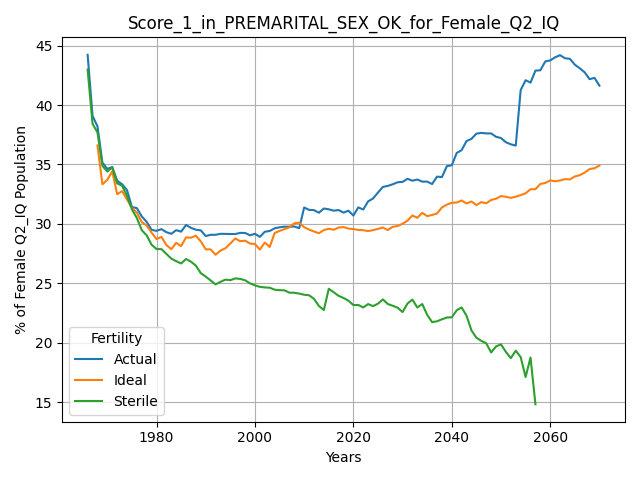 Score_1_in_PREMARITAL_SEX_OK_for_Female_Q2_IQ
% of Female Q2_IQ Population
45
40
35
30
25
20
15
Fertility
Actual
Ideal
Sterile
1980
2000
2020
2040
2060
Years